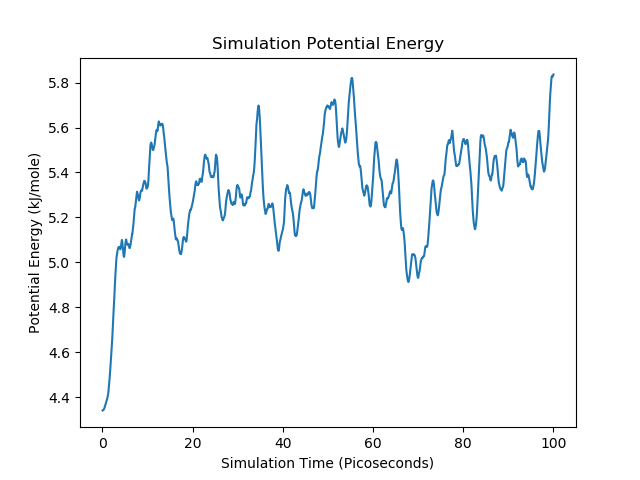 Simulation Potential Energy
Potential Energy (kJ/mole)
5.8
5.6
5.4
5.2
5.0
4.8
4.6
4.4
0 20 40 60 80 100
Simulation Time (Picoseconds)